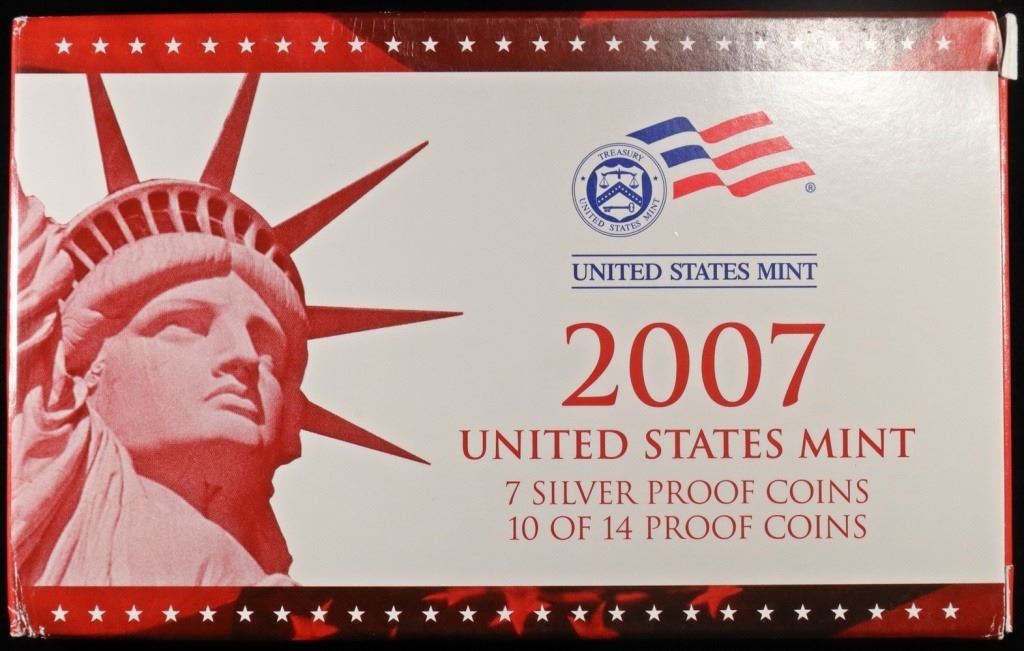 TREASURY
UNITED STATES MINT
®
UNITED STATES MINT
2007
UNITED STATES MINT
7 SILVER PROOF COINS
10 OF 14 PROOF COINS